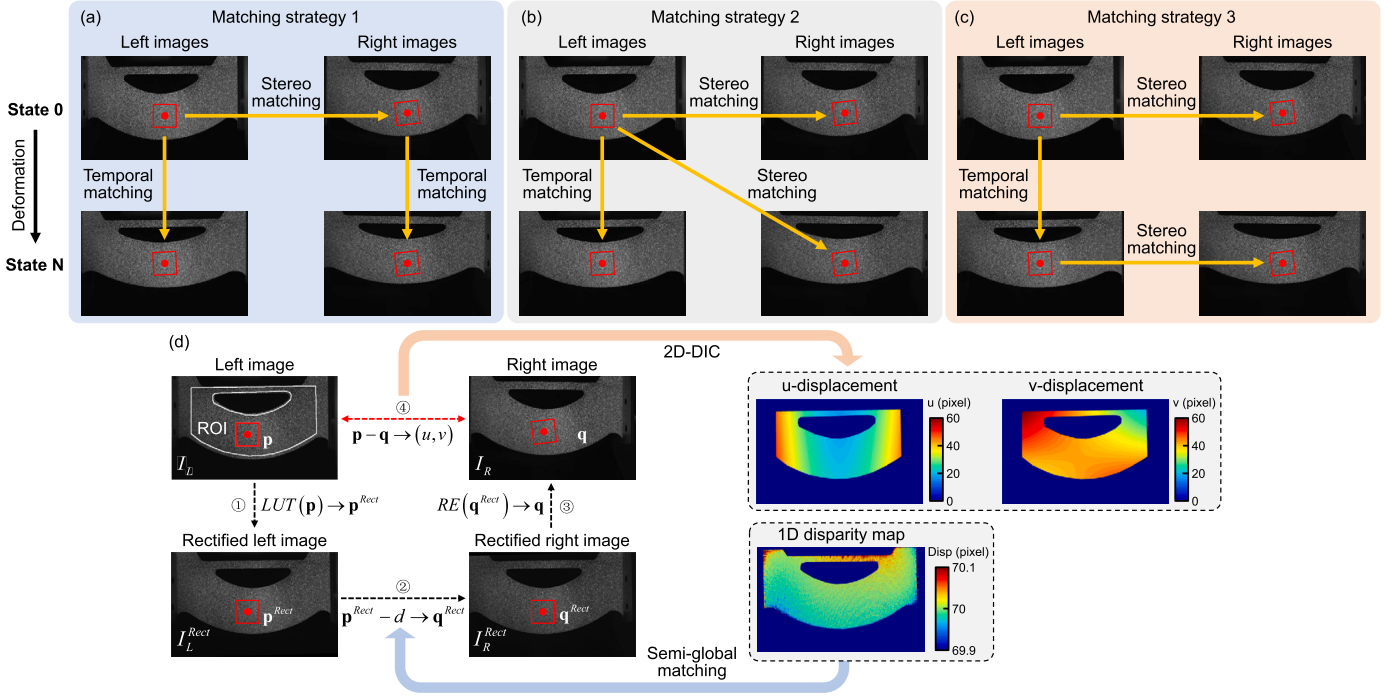 (a) Matching strategy 1
Left images
Right images
State 0
Deformation
State N
Stereo
matching
Temporal
matching
Temporal
matching
(b) Matching strategy 2
Left images
Right images
Stereo
matching
Temporal
matching
Stereo
matching
(c) Matching strategy 3
Left images
Right images
Stereo
matching
Temporal
matching
Stereo
matching
(d)
2D-DIC
Left image
Right image
ROI
p
I_L
④
p − q → (u, v)
q
I_R
① LUT(p) → p^{Rect}
RE(q^{Rect}) → q ③
Rectified left image
Rectified right image
p^{Rect}
I_L^{Rect}
②
p^{Rect} − d → q^{Rect}
q^{Rect}
I_R^{Rect}
Semi-global
matching
u-displacement
u (pixel)
60
40
20
0
v-displacement
v (pixel)
60
40
20
0
1D disparity map
Disp (pixel)
70.1
70
69.9